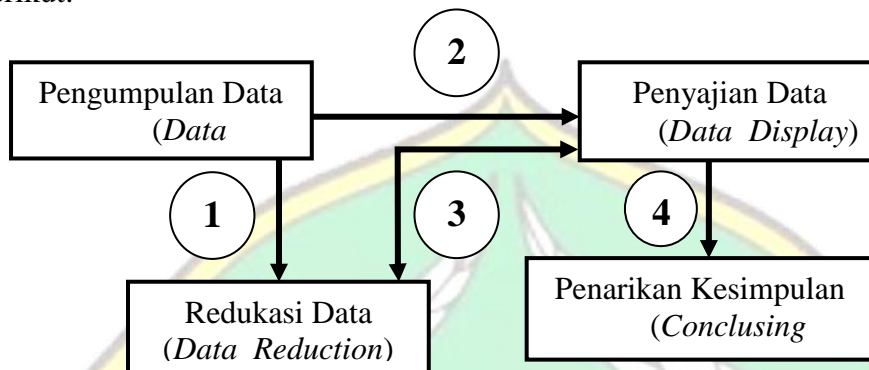 2
Pengumpulan Data
(Data
Penyajian Data
(Data Display)
1
3
4
Redukasi Data
(Data Reduction)
Penarikan Kesimpulan
(Conclusing